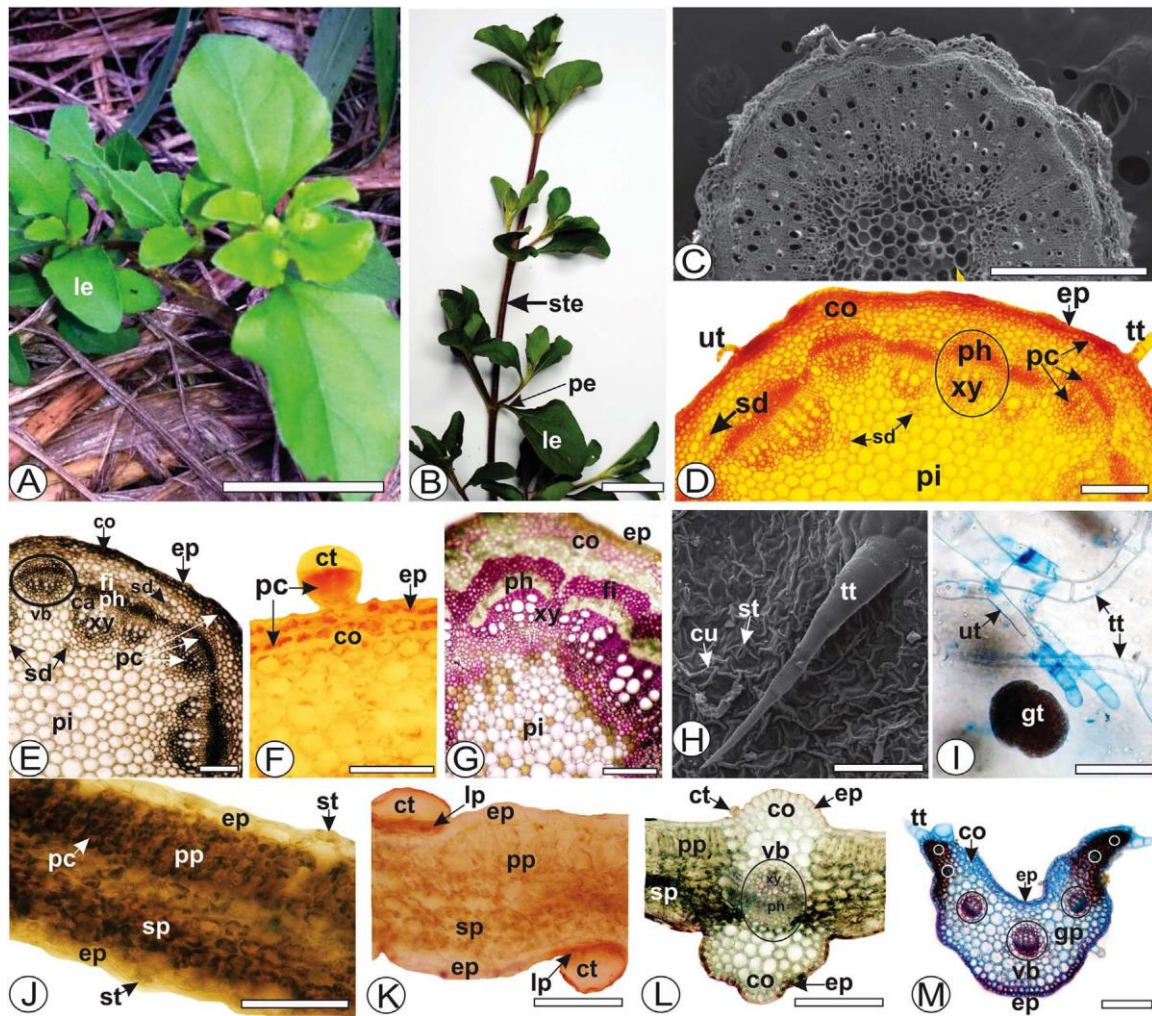 le
A
ste
pe
le
B
C
ut
co
ep
tt
ph
pc
xy
sd
sd
pi
D
co
ep
fi
sd
ca
ph
vb
xy
pc
sd
pi
E
ct
pc
ep
co
F
ep
co
ph
fi
xy
pi
G
tt
st
cu
H
ut
tt
gt
I
st
ep
pc
pp
sp
ep
st
J
lp
ct
ep
pp
sp
ep
lp
ct
K
ct
ep
co
pp
vb
xy
sp
ph
co
ep
L
tt
co
ep
gp
vb
ep
M